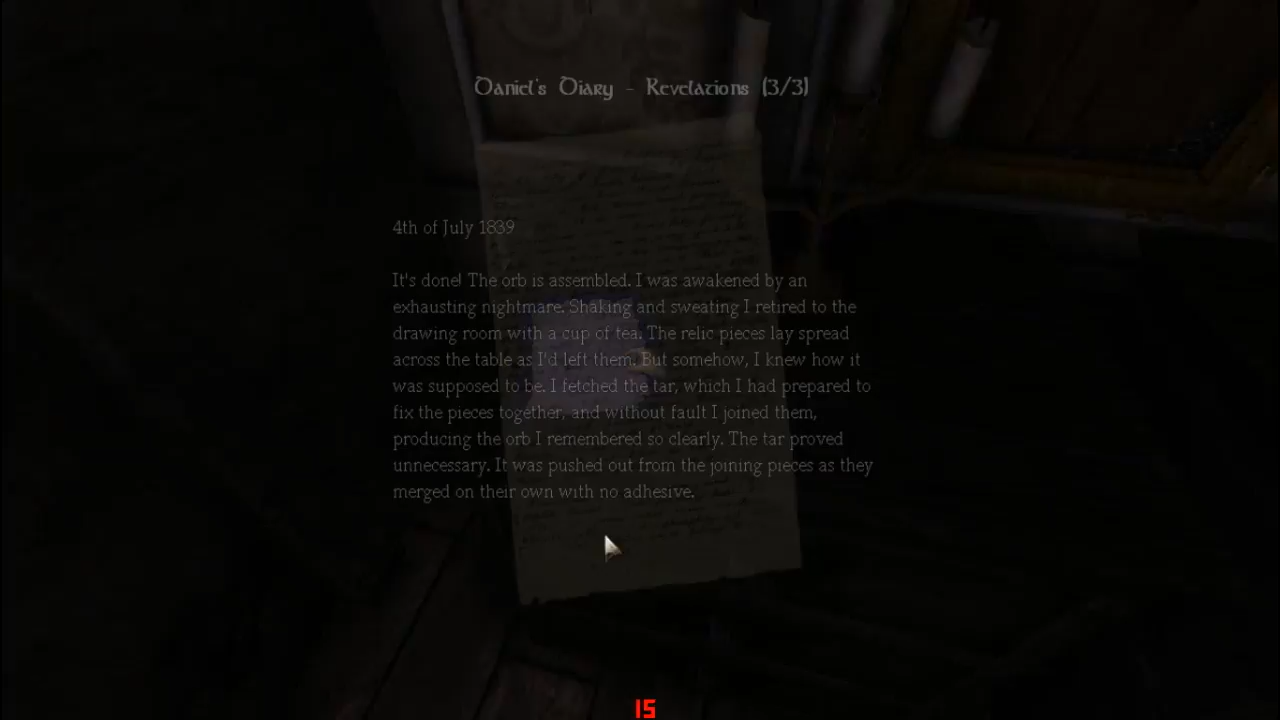 Daniel's Diary - Revelations (3/3)
4th of July 1839
It's done! The orb is assembled. I was awakened by an
exhausting nightmare. Shaking and sweating I retired to the
drawing room with a cup of tea. The relic pieces lay spread
across the table as I'd left them. But somehow, I knew how it
was supposed to be. I fetched the tar, which I had prepared to
fix the pieces together, and without fault I joined them,
producing the orb I remembered so clearly. The tar proved
unnecessary. It was pushed out from the joining pieces as they
merged on their own with no adhesive.
15